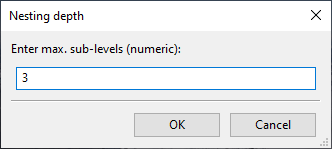 Nesting depth
Enter max. sub-levels (numeric):
3
OK Cancel